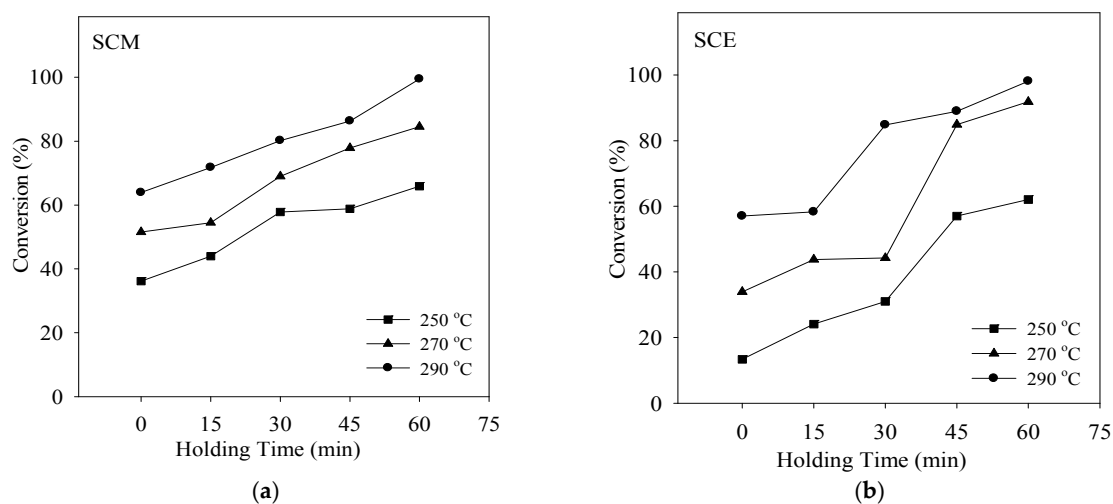 SCM
100
80
60
40
20
0
Conversion (%)
250 °C
270 °C
290 °C
0 15 30 45 60 75
Holding Time (min)
(a)
SCE
100
80
60
40
20
0
Conversion (%)
250 °C
270 °C
290 °C
0 15 30 45 60 75
Holding Time (min)
(b)